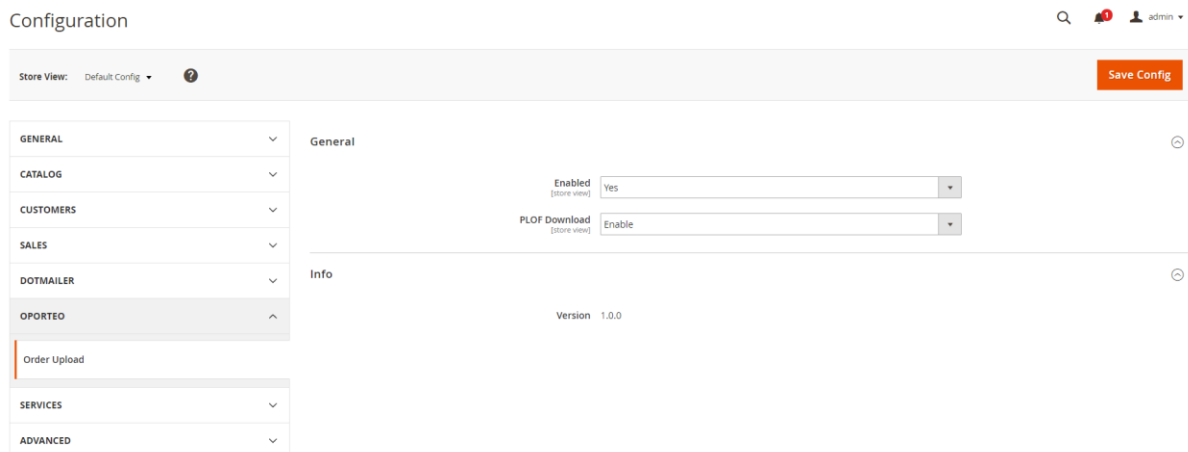 Configuration
1
admin
Store View: Default Config
?
Save Config
GENERAL
CATALOG
CUSTOMERS
SALES
DOTMAILER
OPORTEO
Order Upload
SERVICES
ADVANCED
General
Enabled
[store view]
Yes
PLOF Download
[store view]
Enable
Info
Version 1.0.0